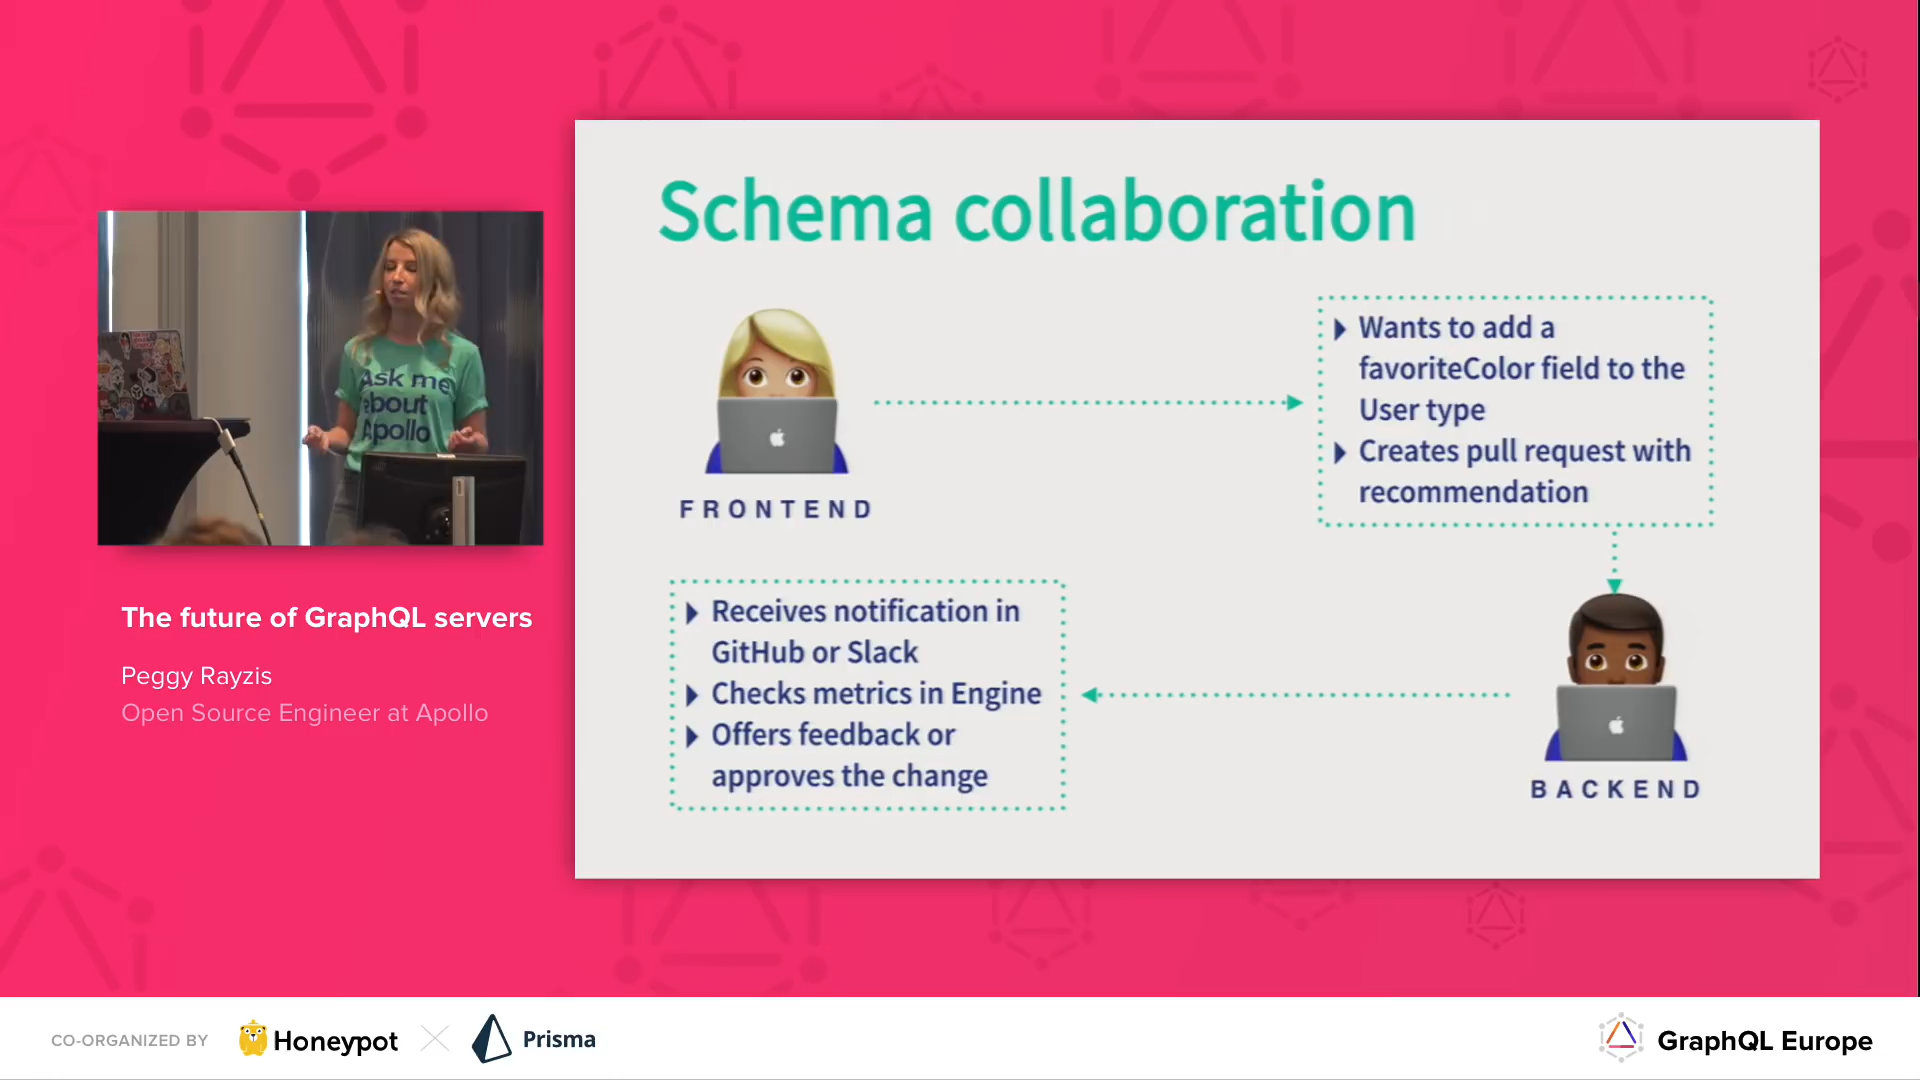 Schema collaboration
FRONTEND
Wants to add a
favoriteColor field to the
User type
Creates pull request with
recommendation
Receives notification in
GitHub or Slack
Checks metrics in Engine
Offers feedback or
approves the change
BACKEND
Ask me
about
Apollo
The future of GraphQL servers
Peggy Rayzis
Open Source Engineer at Apollo
CO-ORGANIZED BY
Honeypot
Prisma
GraphQL Europe